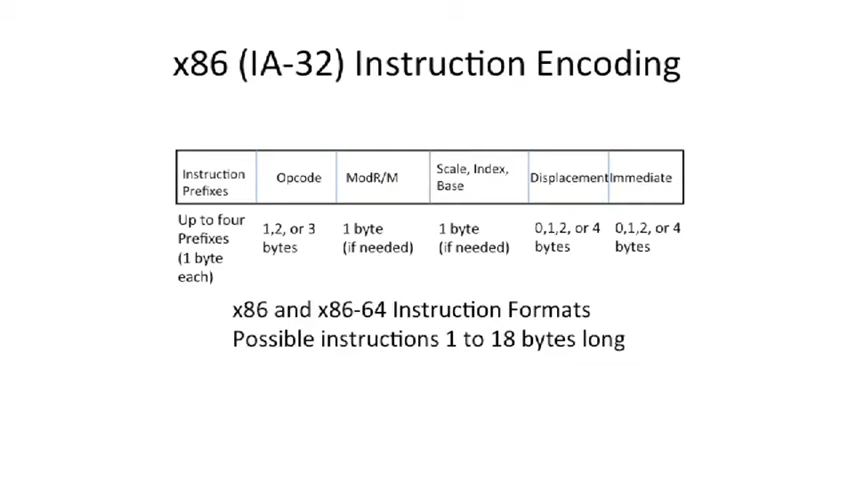 x86 (IA-32) Instruction Encoding
Instruction Prefixes
Opcode
ModR/M
Scale, Index, Base
Displacement
Immediate
Up to four Prefixes (1 byte each)
1,2, or 3 bytes
1 byte (if needed)
1 byte (if needed)
0,1,2, or 4 bytes
0,1,2, or 4 bytes
x86 and x86-64 Instruction Formats
Possible instructions 1 to 18 bytes long